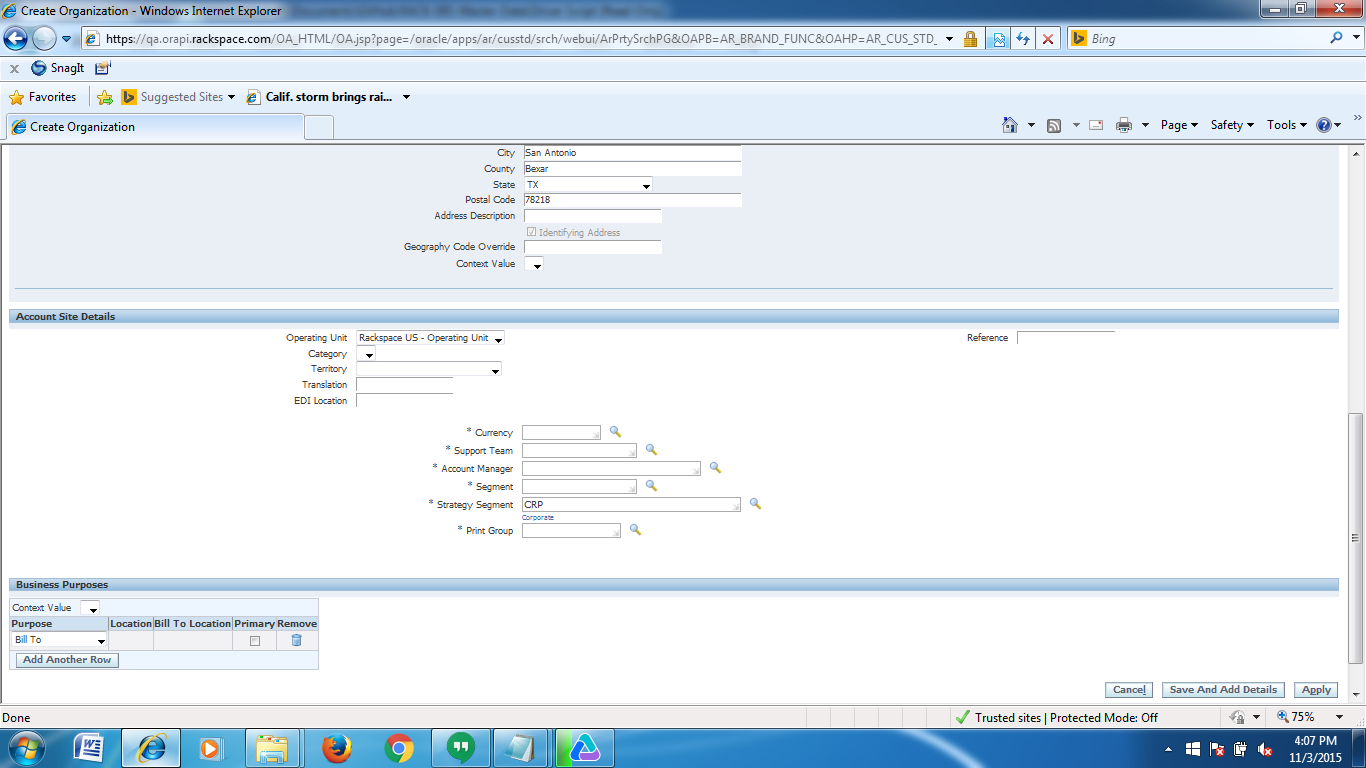 Create Organization - Windows Internet Explorer
https://qa.orapi.rackspace.com/OA_HTML/OA.jsp?page=/oracle/apps/ar/cusstd/srch/webui/ArPrtySrchPG&OAPB=AR_BRAND_FUNC&OAHP=AR_CUS_STD_
Bing
x SnagIt
Favorites Suggested Sites Calif. storm brings rai...
Create Organization
Page Safety Tools
City San Antonio
County Bexar
State TX
Postal Code 78218
Address Description
Identifying Address
Geography Code Override
Context Value
Account Site Details
Operating Unit Rackspace US - Operating Unit Reference
Category
Territory
Translation
EDI Location
* Currency
* Support Team
* Account Manager
* Segment
* Strategy Segment CRP
Corporate
* Print Group
Business Purposes
Context Value
Purpose Location Bill To Location Primary Remove
Bill To
Add Another Row
Cancel Save And Add Details Apply
Done Trusted sites | Protected Mode: Off 75%
4:07 PM
11/3/2015